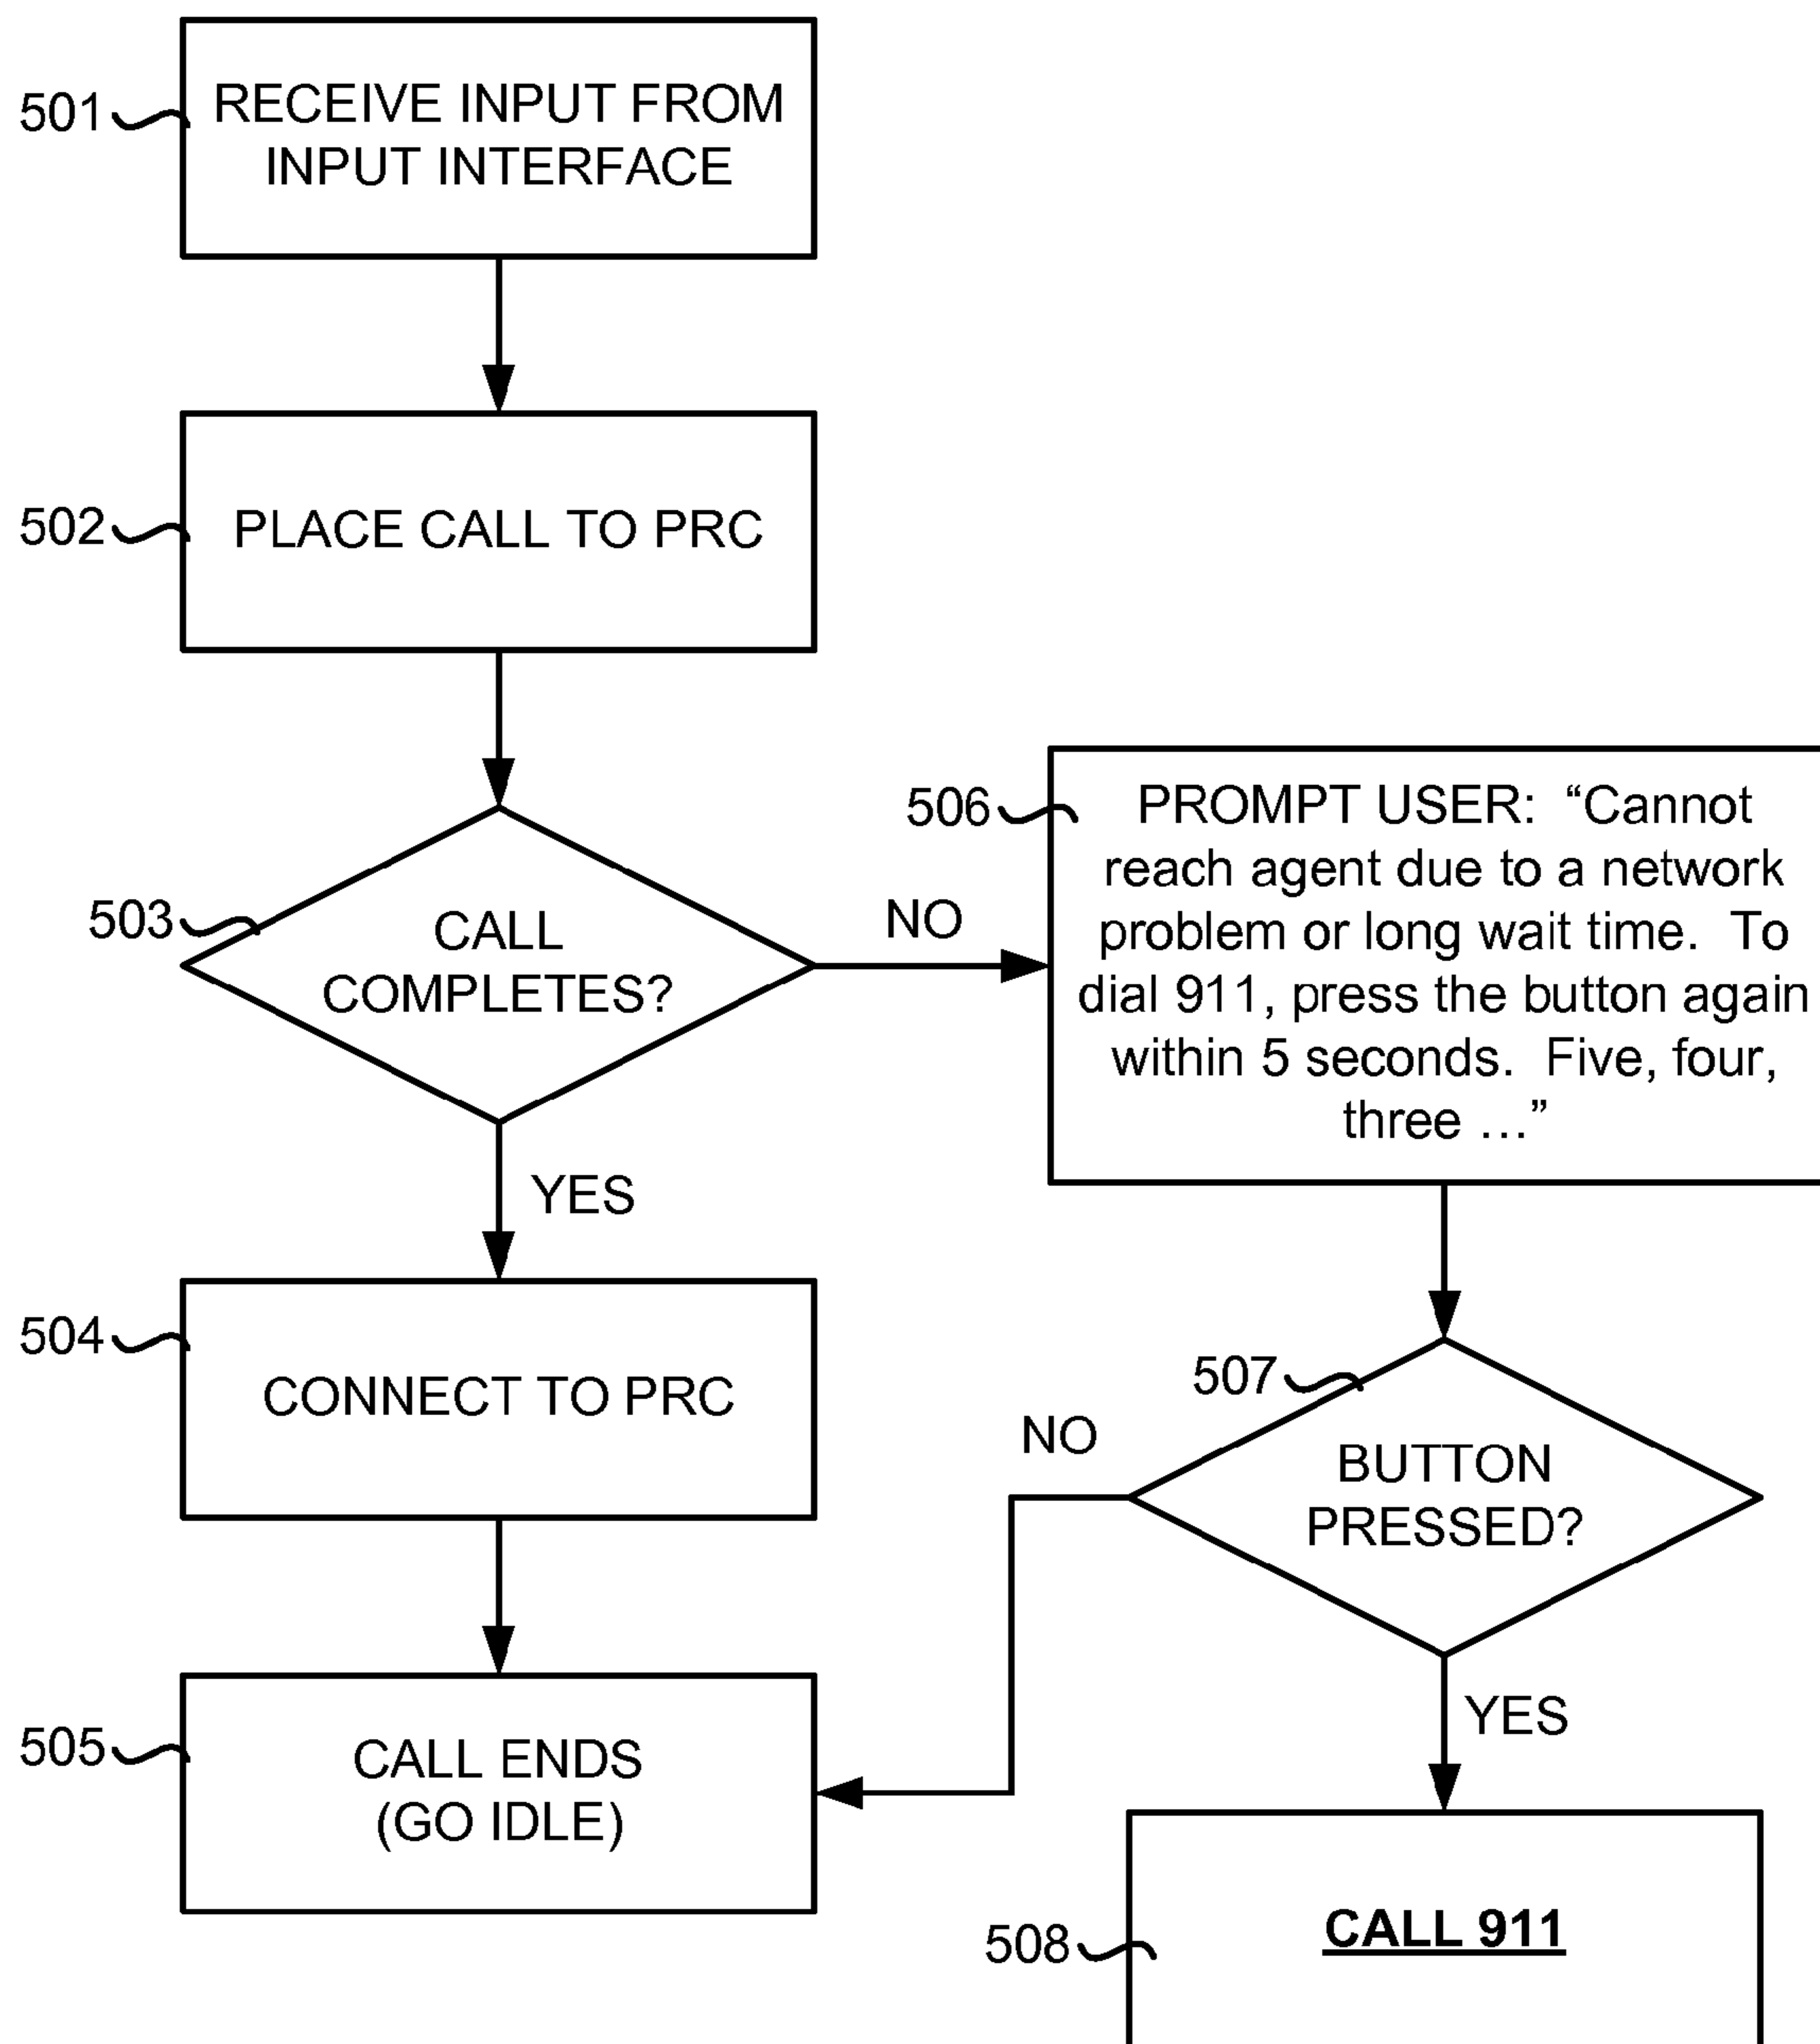 501
RECEIVE INPUT FROM
INPUT INTERFACE
502
PLACE CALL TO PRC
503
CALL
COMPLETES?
NO
YES
506
PROMPT USER: “Cannot
reach agent due to a network
problem or long wait time. To
dial 911, press the button again
within 5 seconds. Five, four,
three …”
504
CONNECT TO PRC
507
BUTTON
PRESSED?
NO
YES
505
CALL ENDS
(GO IDLE)
508
CALL 911